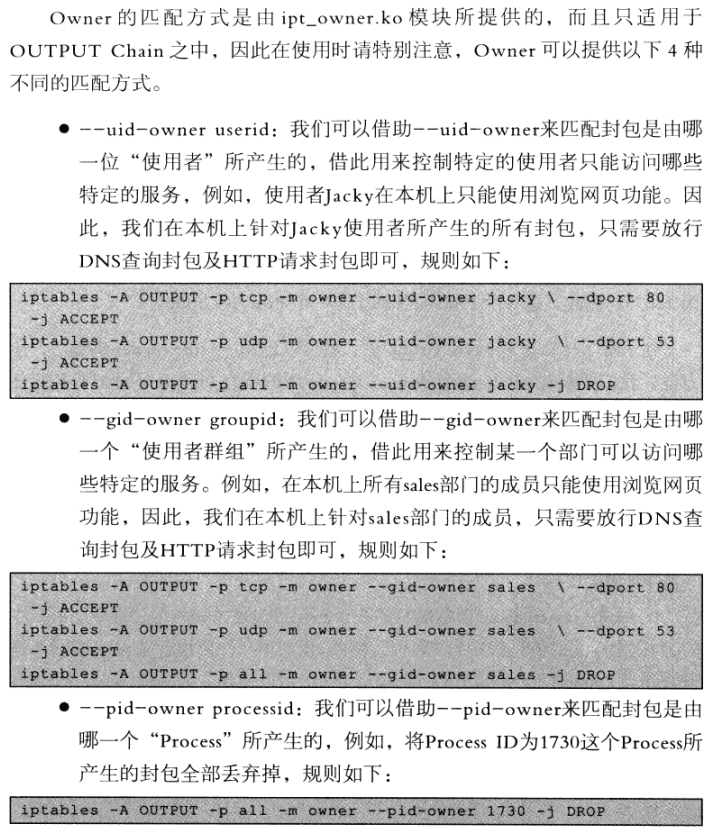 Owner 的匹配方式是由 ipt_owner.ko 模块所提供的，而且只适用于
OUTPUT Chain 之中，因此在使用时请特别注意，Owner 可以提供以下 4 种
不同的匹配方式。
● --uid-owner userid：我们可以借助--uid-owner来匹配封包是由哪
一位“使用者”所产生的，借此用来控制特定的使用者只能访问哪些
特定的服务，例如，使用者Jacky在本机上只能使用浏览网页功能。因
此，我们在本机上针对Jacky使用者所产生的所有封包，只需要放行
DNS查询封包及HTTP请求封包即可，规则如下：
iptables -A OUTPUT -p tcp -m owner --uid-owner jacky \ --dport 80
-j ACCEPT
iptables -A OUTPUT -p udp -m owner --uid-owner jacky \ --dport 53
-j ACCEPT
iptables -A OUTPUT -p all -m owner --uid-owner jacky -j DROP
● --gid-owner groupid：我们可以借助--gid-owner来匹配封包是由哪
一个“使用者群组”所产生的，借此用来控制某一个部门可以访问哪
些特定的服务。例如，在本机上所有sales部门的成员只能使用浏览网页
功能，因此，我们在本机上针对sales部门的成员，只需要放行DNS查
询封包及HTTP请求封包即可，规则如下：
iptables -A OUTPUT -p tcp -m owner --gid-owner sales \ --dport 80
-j ACCEPT
iptables -A OUTPUT -p udp -m owner --gid-owner sales \ --dport 53
-j ACCEPT
iptables -A OUTPUT -p all -m owner --gid-owner sales -j DROP
● --pid-owner processid：我们可以借助--pid-owner来匹配封包是由
哪一个“Process”所产生的，例如，将Process ID为1730这个Process所
产生的封包全部丢弃掉，规则如下：
iptables -A OUTPUT -p all -m owner --pid-owner 1730 -j DROP